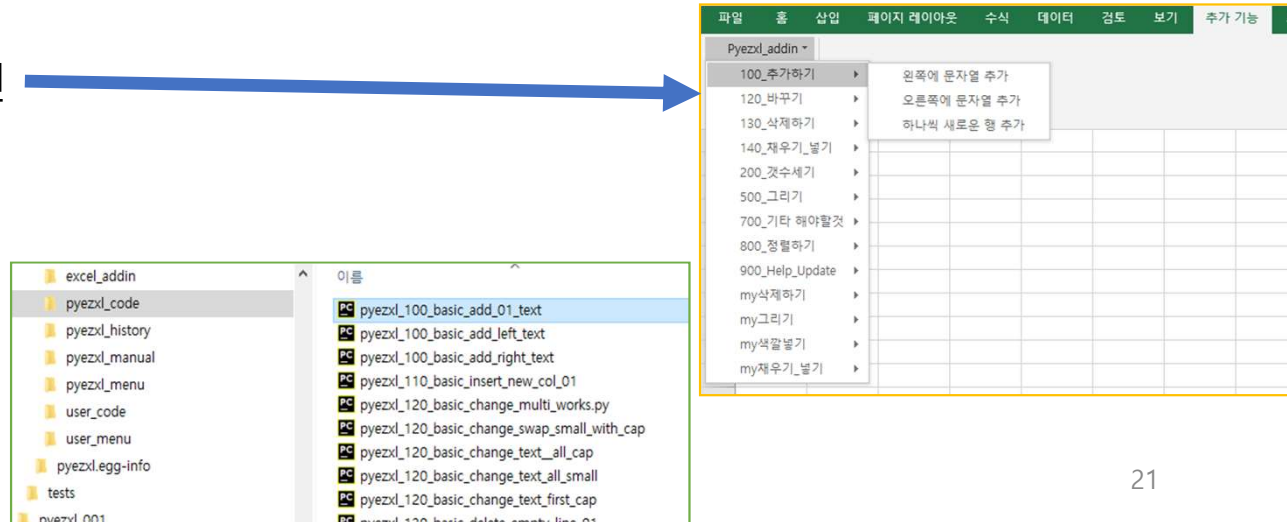 파일 홈 삽입 페이지 레이아웃 수식 데이터 검토 보기 추가 기능
Pyezxl_addin
100_추가하기
120_바꾸기
130_삭제하기
140_채우기_넣기
200_갯수세기
500_그리기
700_기타 해야할것
800_정렬하기
900_Help_Update
my삭제하기
my그리기
my색깔넣기
my채우기_넣기
왼쪽에 문자열 추가
오른쪽에 문자열 추가
하나씩 새로운 행 추가
excel_addin
pyezxl_code
pyezxl_history
pyezxl_manual
pyezxl_menu
user_code
user_menu
pyezxl.egg-info
tests
pyezxl_001
이름
pyezxl_100_basic_add_01_text
pyezxl_100_basic_add_left_text
pyezxl_100_basic_add_right_text
pyezxl_110_basic_insert_new_col_01
pyezxl_120_basic_change_multi_works.py
pyezxl_120_basic_change_swap_small_with_cap
pyezxl_120_basic_change_text__all_cap
pyezxl_120_basic_change_text_all_small
pyezxl_120_basic_change_text_first_cap
pyezxl_130_basic_delete_empty_line_01
21